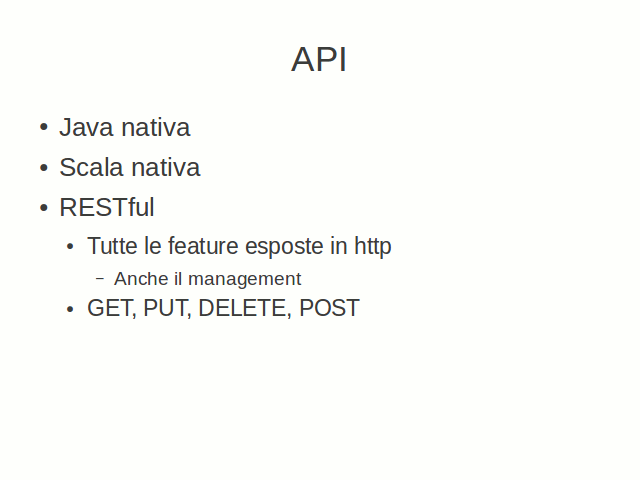 API
• Java nativa
• Scala nativa
• RESTful
• Tutte le feature esposte in http
– Anche il management
• GET, PUT, DELETE, POST